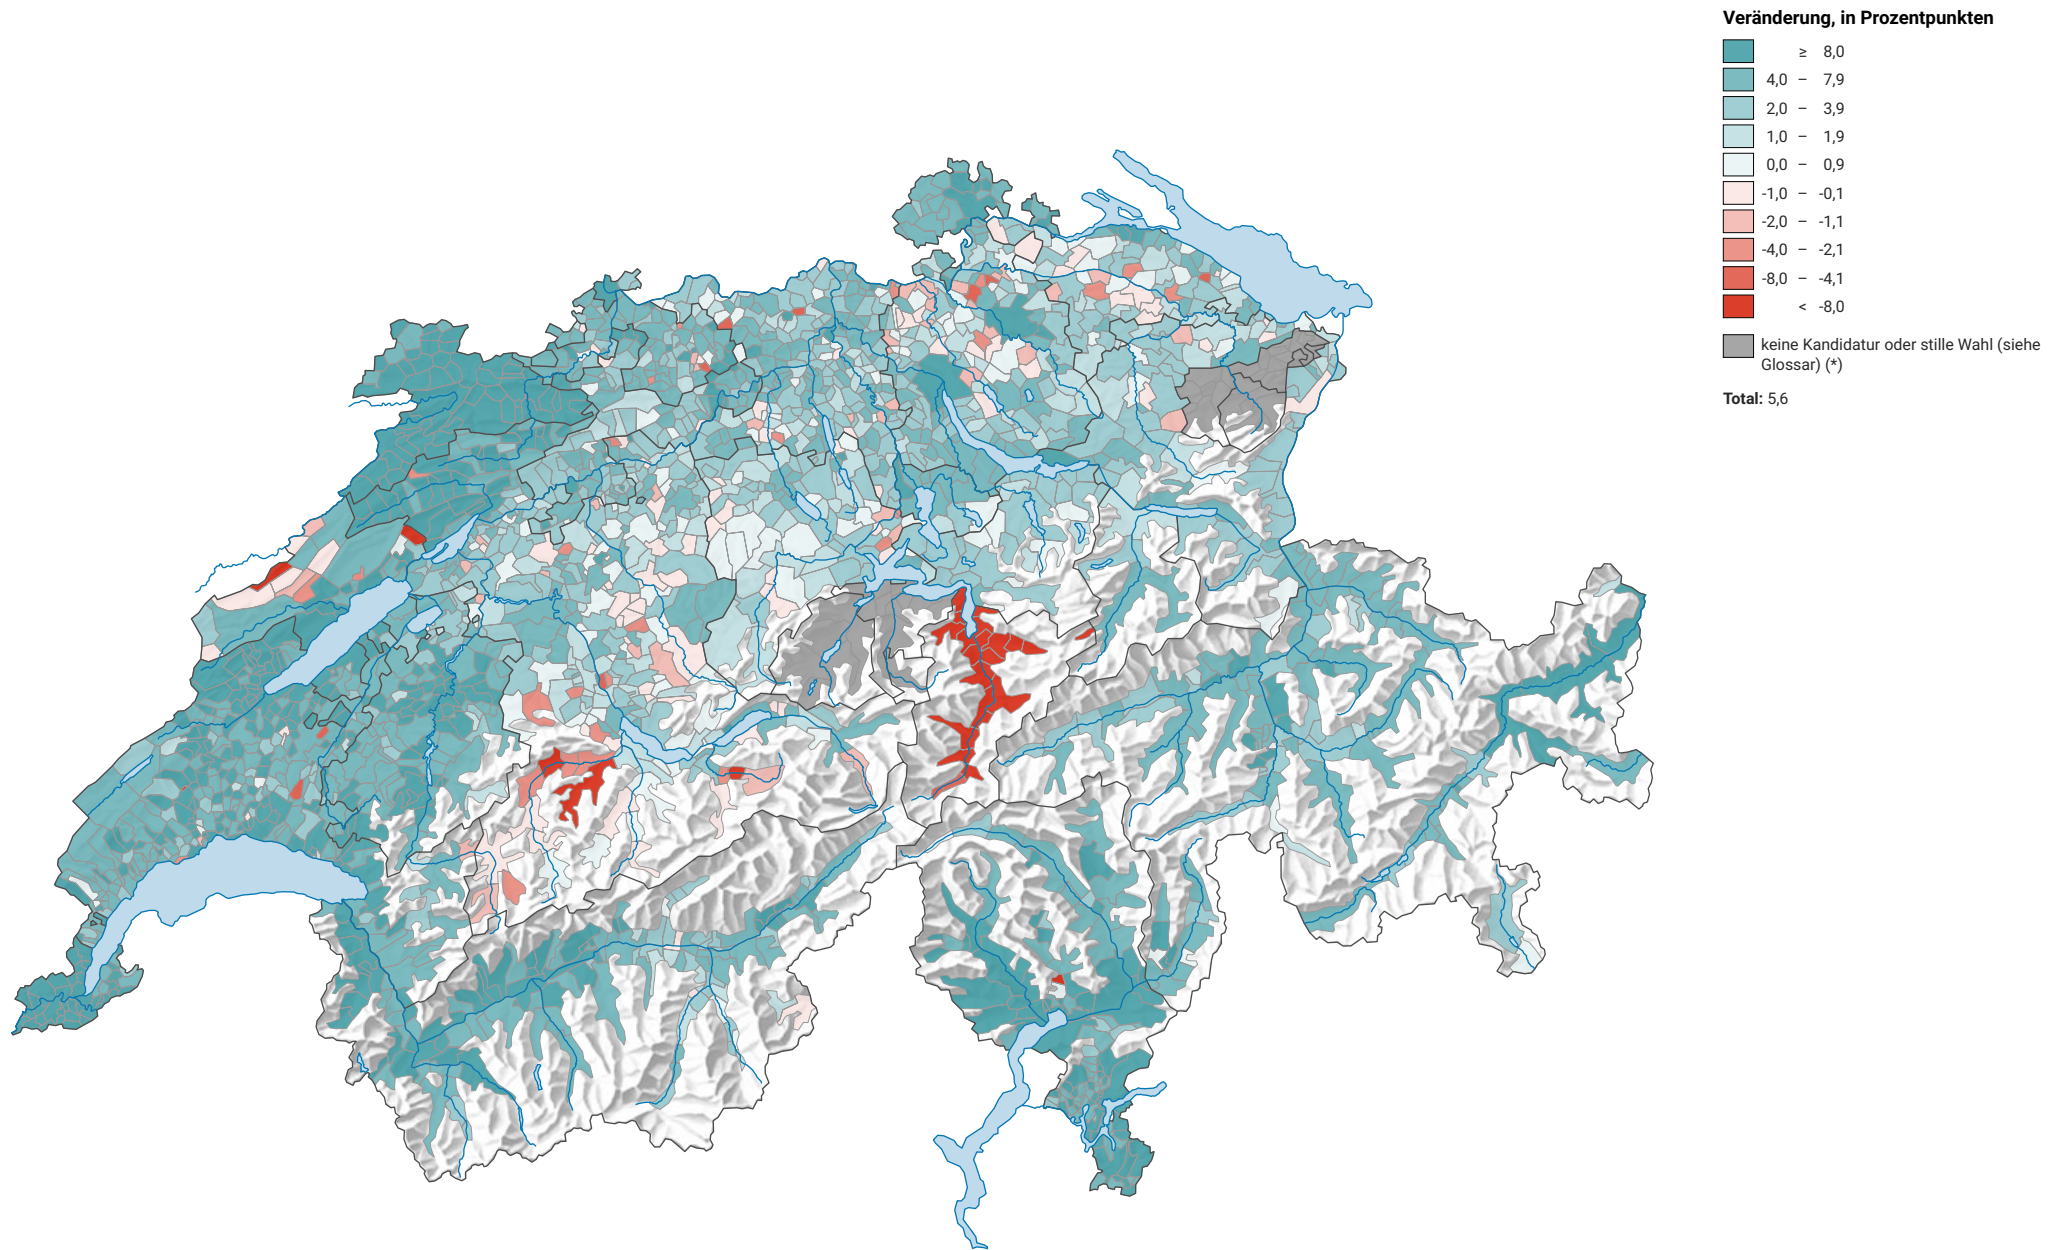 Veränderung, in Prozentpunkten
≥ 8,0
4,0 – 7,9
2,0 – 3,9
1,0 – 1,9
0,0 – 0,9
-1,0 – -0,1
-2,0 – -1,1
-4,0 – -2,1
-8,0 – -4,1
< -8,0
keine Kandidatur oder stille Wahl (siehe
Glossar) (*)
Total: 5,6